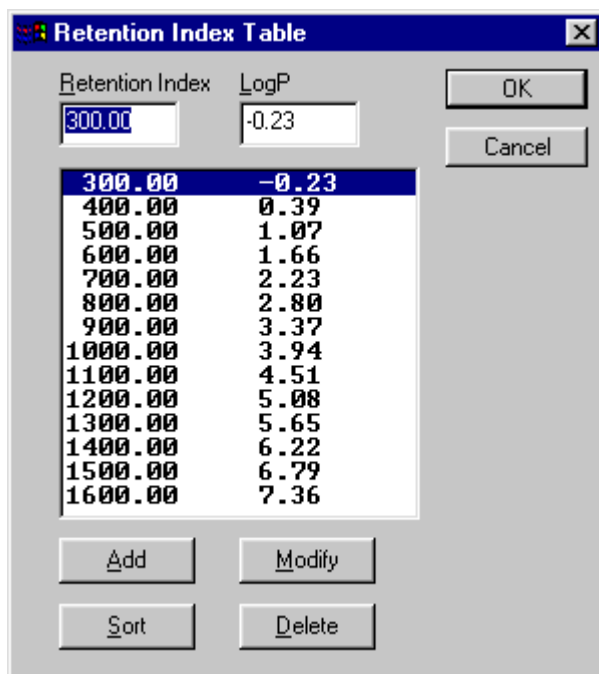 Retention Index Table
Retention Index LogP
300.00 -0.23
OK
Cancel
300.00 -0.23
400.00 0.39
500.00 1.07
600.00 1.66
700.00 2.23
800.00 2.80
900.00 3.37
1000.00 3.94
1100.00 4.51
1200.00 5.08
1300.00 5.65
1400.00 6.22
1500.00 6.79
1600.00 7.36
Add Modify
Sort Delete